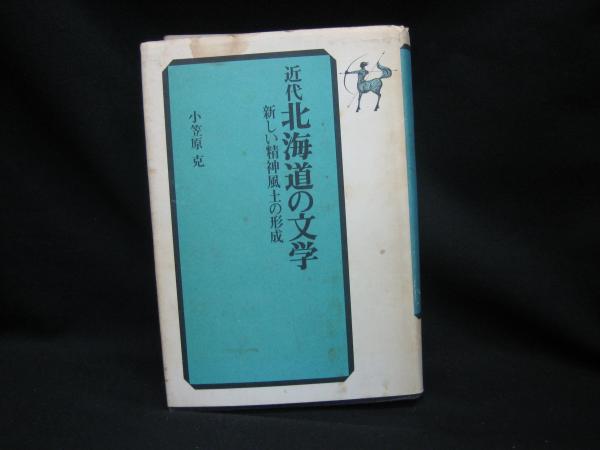 近代北海道の文学
新しい精神風土の形成
小笠原 克